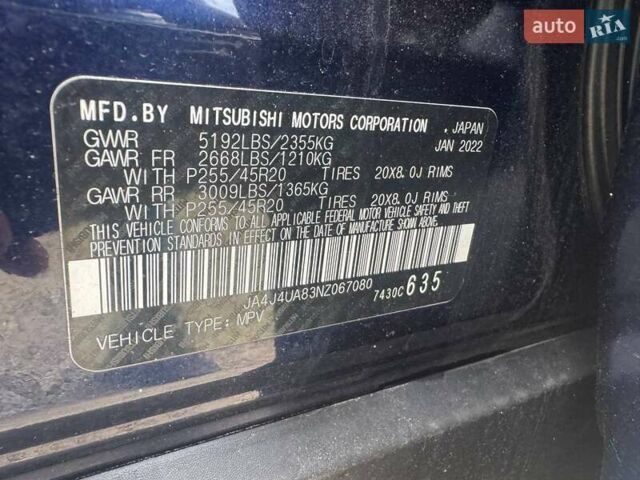 auto RIA.com
MFD.BY MITSUBISHI MOTORS CORPORATION , JAPAN
GVWR 5192LBS/2355KG JAN 2022
GAWR FR 2668LBS/1210KG
WITH P255/45R20 TIRES 20X8.0J RIMS
GAWR RR 3009LBS/1365KG
WITH P255/45R20 TIRES 20X8.0J RIMS
THIS VEHICLE CONFORMS TO ALL APPLICABLE FEDERAL MOTOR VEHICLE SAFETY AND THEFT
PREVENTION STANDARDS IN EFFECT ON THE DATE OF MANUFACTURE SHOWN ABOVE.
JA4J4UA83NZ067080 7430C 635
VEHICLE TYPE: MPV